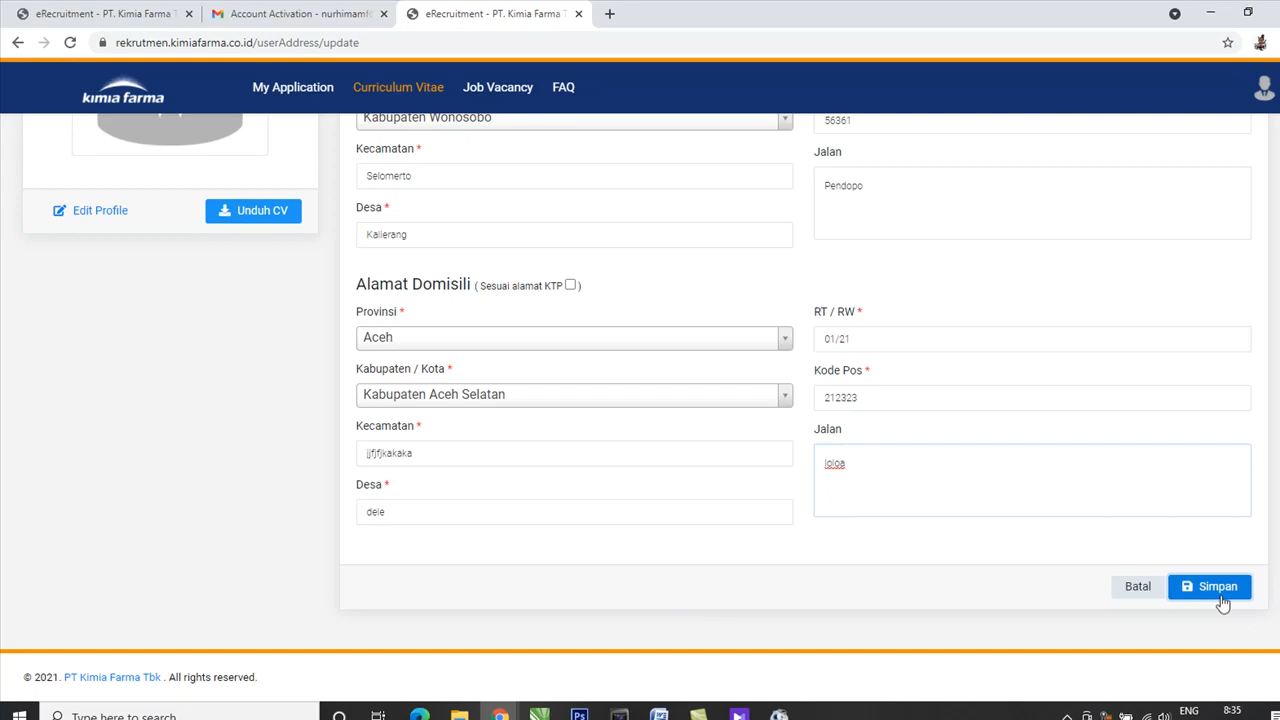 eRecruitment - PT. Kimia Farma T
Account Activation - nurhimamf
eRecruitment - PT. Kimia Farma T
rekrutmen.kimiafarma.co.id/userAddress/update
kimia farma
My Application
Curriculum Vitae
Job Vacancy
FAQ
Kabupaten Wonosobo
56361
Kecamatan *
Jalan
Selomerto
Pendopo
Edit Profile
Unduh CV
Desa *
Kalierang
Alamat Domisili ( Sesuai alamat KTP )
Provinsi *
RT / RW *
Aceh
01/21
Kabupaten / Kota *
Kode Pos *
Kabupaten Aceh Selatan
212323
Kecamatan *
Jalan
jjfjfjkakaka
loloa
Desa *
dele
Batal
Simpan
© 2021. PT Kimia Farma Tbk . All rights reserved.
Type here to search
ENG
8:35